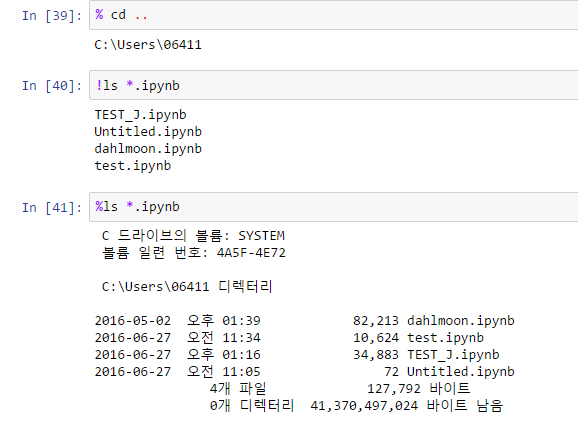 In [39]: % cd ..
C:\Users\06411
In [40]: !ls *.ipynb
TEST_J.ipynb
Untitled.ipynb
dahlmoon.ipynb
test.ipynb
In [41]: %ls *.ipynb
C 드라이브의 볼륨: SYSTEM
볼륨 일련 번호: 4A5F-4E72
C:\Users\06411 디렉터리
2016-05-02  오후 01:39            82,213 dahlmoon.ipynb
2016-06-27  오전 11:34            10,624 test.ipynb
2016-06-27  오후 01:16            34,883 TEST_J.ipynb
2016-06-27  오전 11:05                72 Untitled.ipynb
4개 파일             127,792 바이트
0개 디렉터리  41,370,497,024 바이트 남음